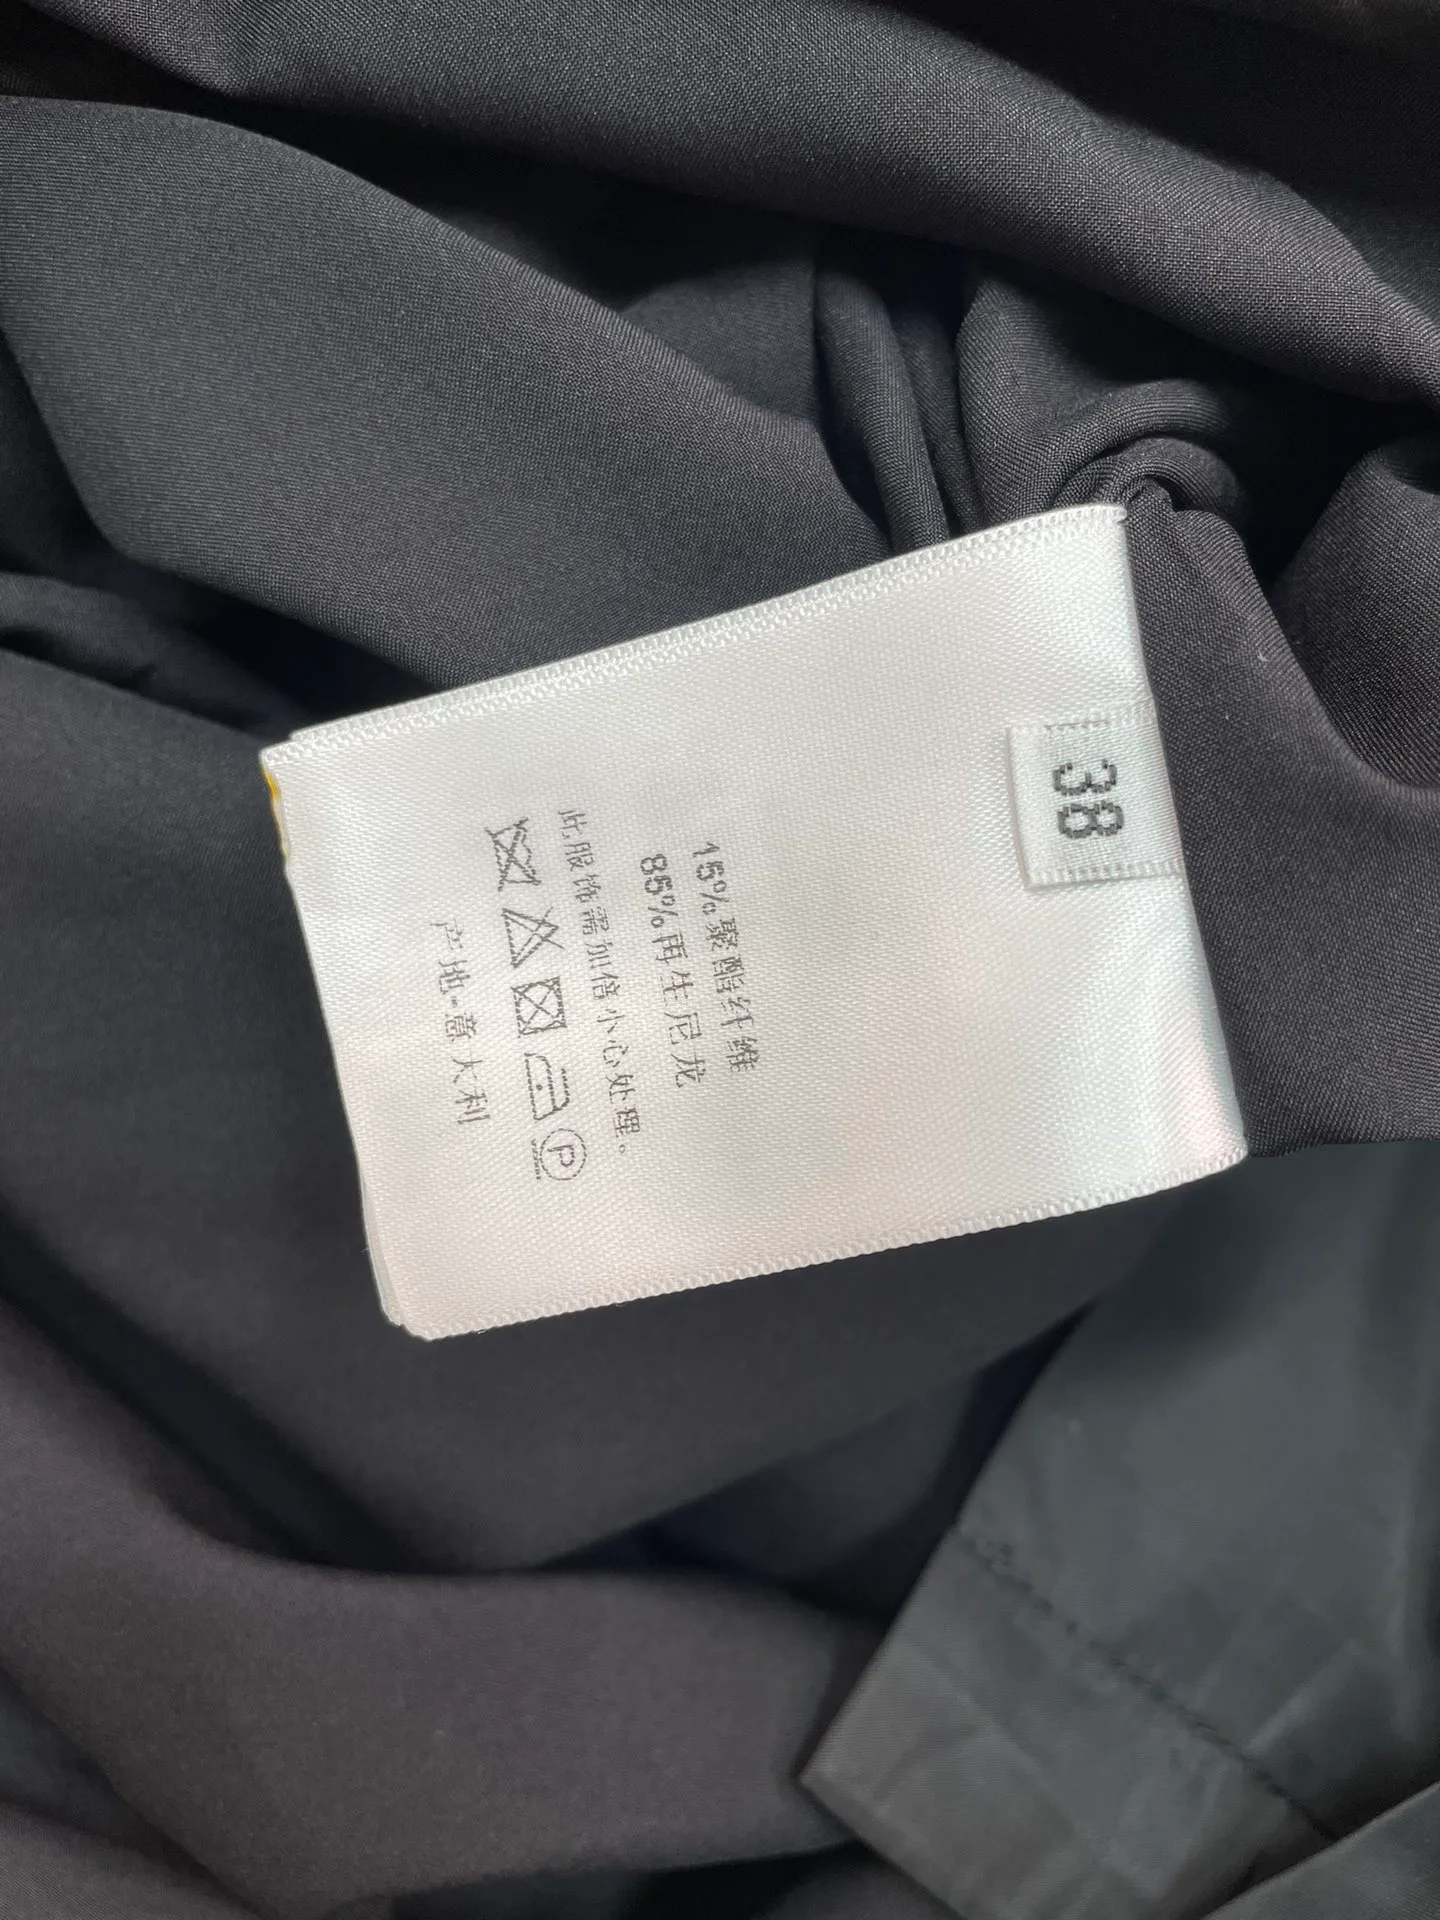 38
15%聚酯纤维
85%再生尼龙
此服饰需加倍小心处理。
P
产地-意大利